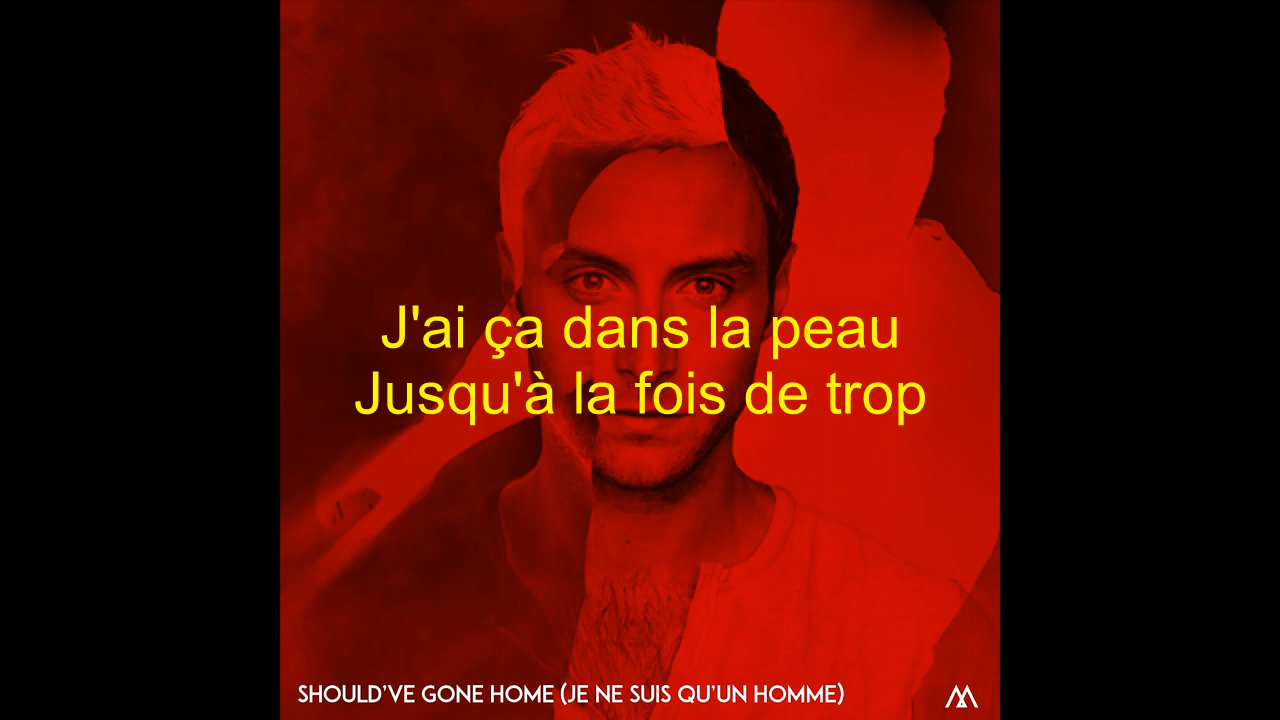 J'ai ça dans la peau
Jusqu'à la fois de trop
SHOULD'VE GONE HOME (JE NE SUIS QU'UN HOMME)